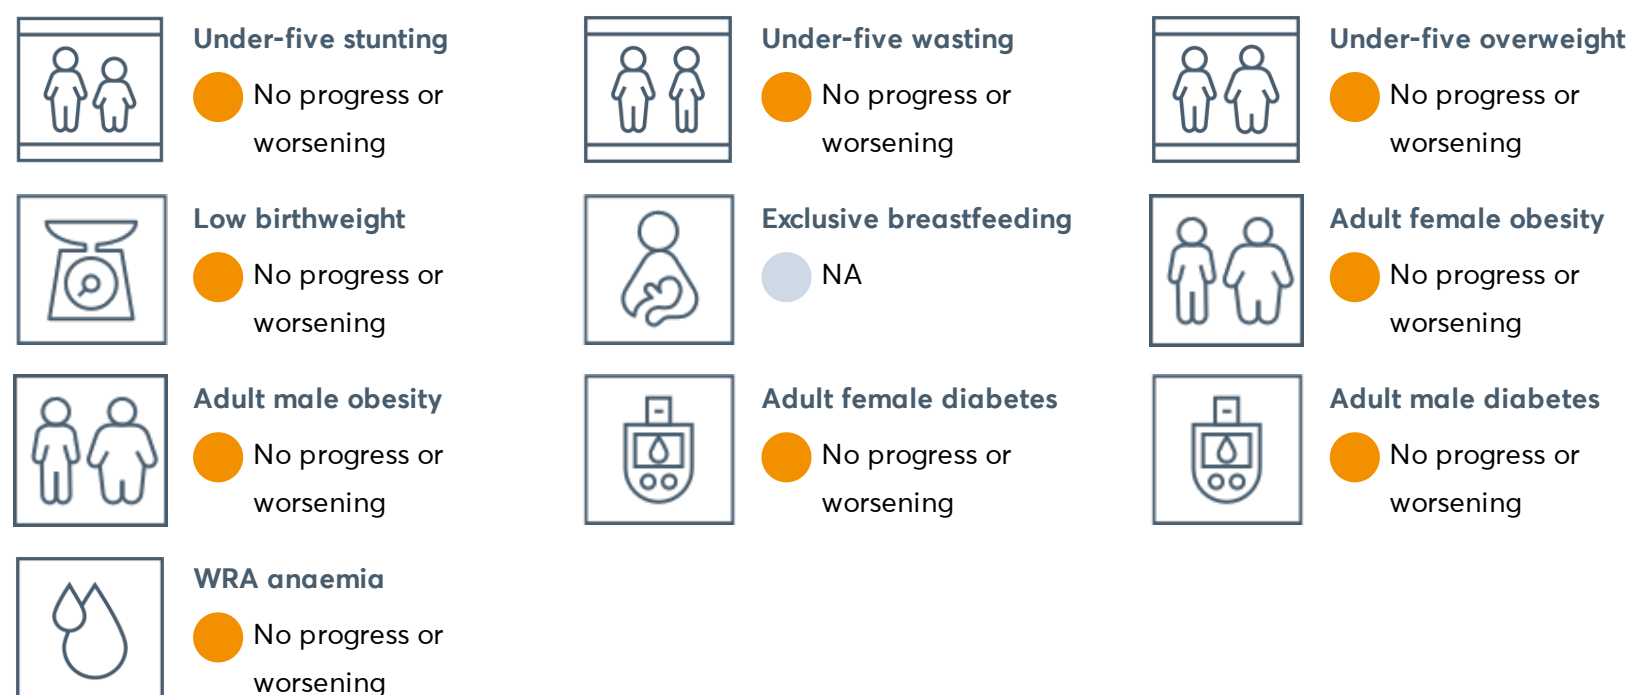 Under-five stunting
No progress or
worsening
Under-five wasting
No progress or
worsening
Under-five overweight
No progress or
worsening
Low birthweight
No progress or
worsening
Exclusive breastfeeding
NA
Adult female obesity
No progress or
worsening
Adult male obesity
No progress or
worsening
Adult female diabetes
No progress or
worsening
Adult male diabetes
No progress or
worsening
WRA anaemia
No progress or
worsening